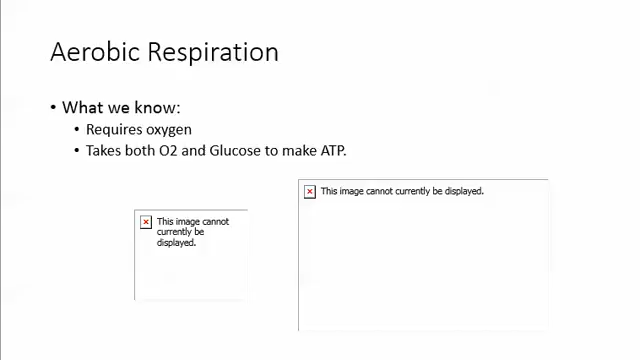 Aerobic Respiration
• What we know:
• Requires oxygen
• Takes both O2 and Glucose to make ATP.
This image cannot currently be displayed.
This image cannot
currently be
displayed.